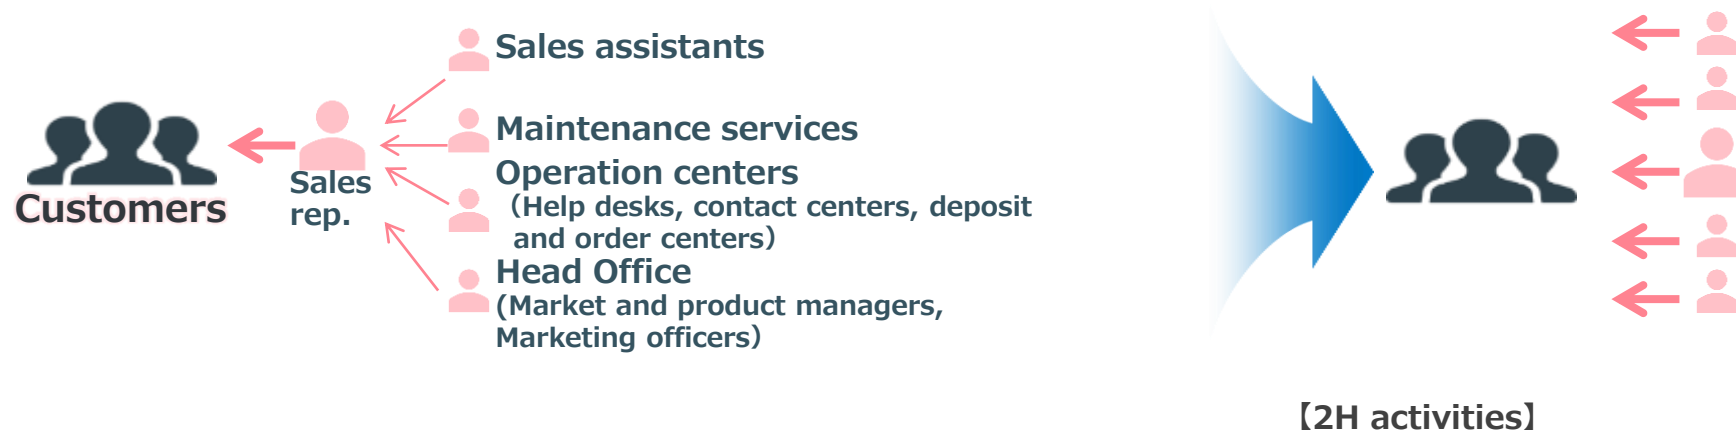 Sales assistants
Maintenance services
Operation centers
（Help desks, contact centers, deposit
and order centers）
Head Office
(Market and product managers,
Marketing officers）
Sales
rep.
Customers
【2H activities】